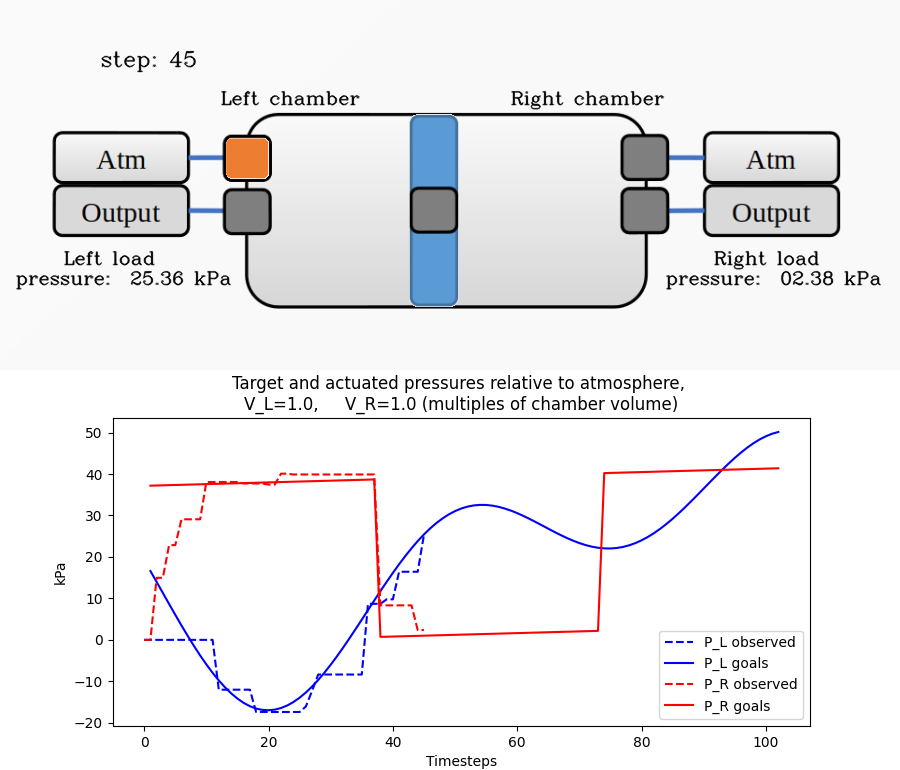 step: 45
Left chamber
Right chamber
Atm
Atm
Output
Output
Left load
pressure: 25.36 kPa
Right load
pressure: 02.38 kPa
Target and actuated pressures relative to atmosphere,
V_L=1.0, V_R=1.0 (multiples of chamber volume)
kPa
50
40
30
20
10
0
−10
−20
P_L observed
P_L goals
P_R observed
P_R goals
0
20
40
60
80
100
Timesteps